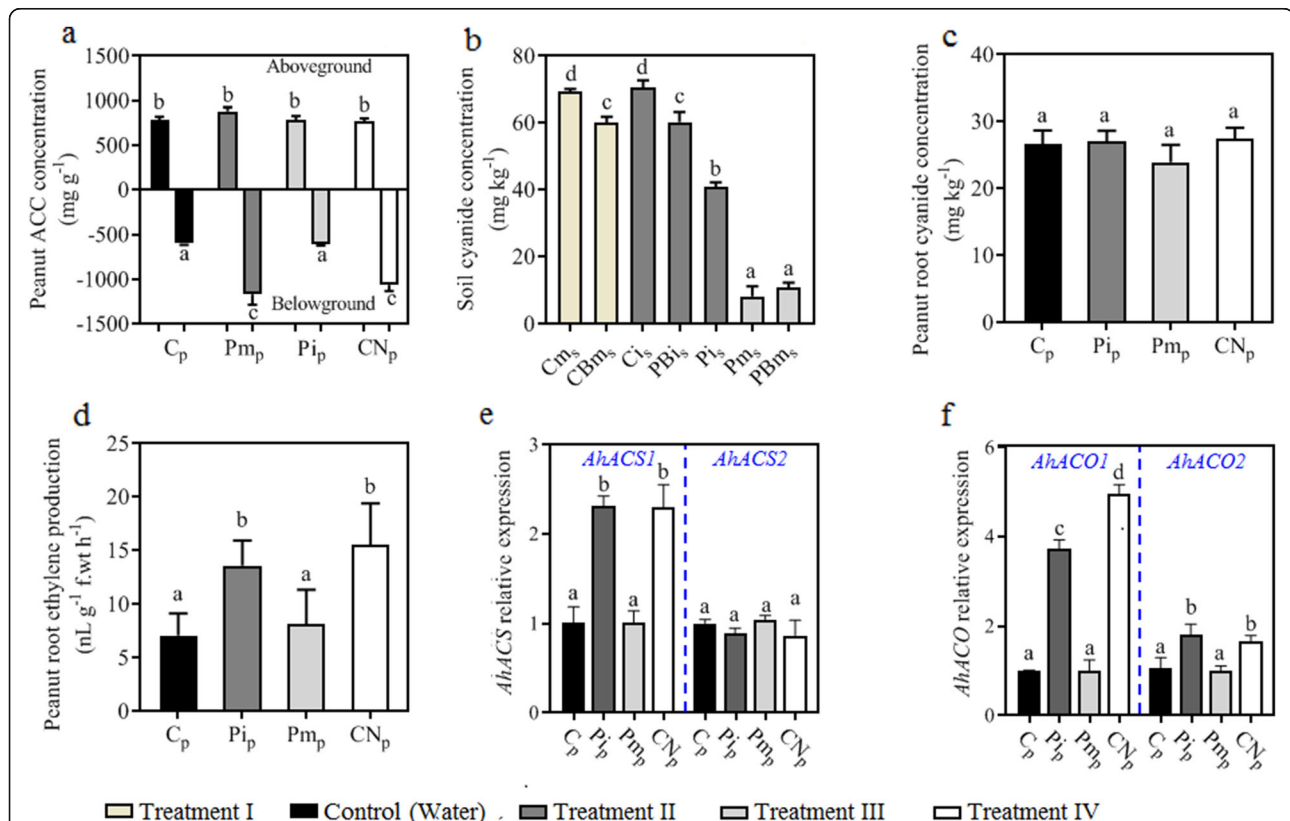 a
Peanut ACC concentration
(mg g⁻¹)
1500
1000
500
0
-500
-1000
-1500
Aboveground
b b b b
a c a c
Belowground
Cₚ Pmₚ Piₚ CNₚ
b
Soil cyanide concentration
(mg kg⁻¹)
80
60
40
20
0
d c d c b a a
Cmₛ CBmₛ Ciₛ PBiₛ Piₛ Pmₛ PBmₛ
c
Peanut root cyanide concentration
(mg kg⁻¹)
40
30
20
10
0
a a a a
Cₚ Piₚ Pmₚ CNₚ
d
Peanut root ethylene production
(nL g⁻¹ f.wt h⁻¹)
25
20
15
10
5
0
a b a b
Cₚ Piₚ Pmₚ CNₚ
e
AhACS relative expression
3
2
1
0
AhACS1 AhACS2
a b a b a a a a
Cₚ Piₚ Pmₚ CNₚ Cₚ Piₚ Pmₚ CNₚ
f
AhACO relative expression
6
4
2
0
AhACO1 AhACO2
a c a d a b a b
Cₚ Piₚ Pmₚ CNₚ Cₚ Piₚ Pmₚ CNₚ
Treatment I Control (Water) Treatment II Treatment III Treatment IV